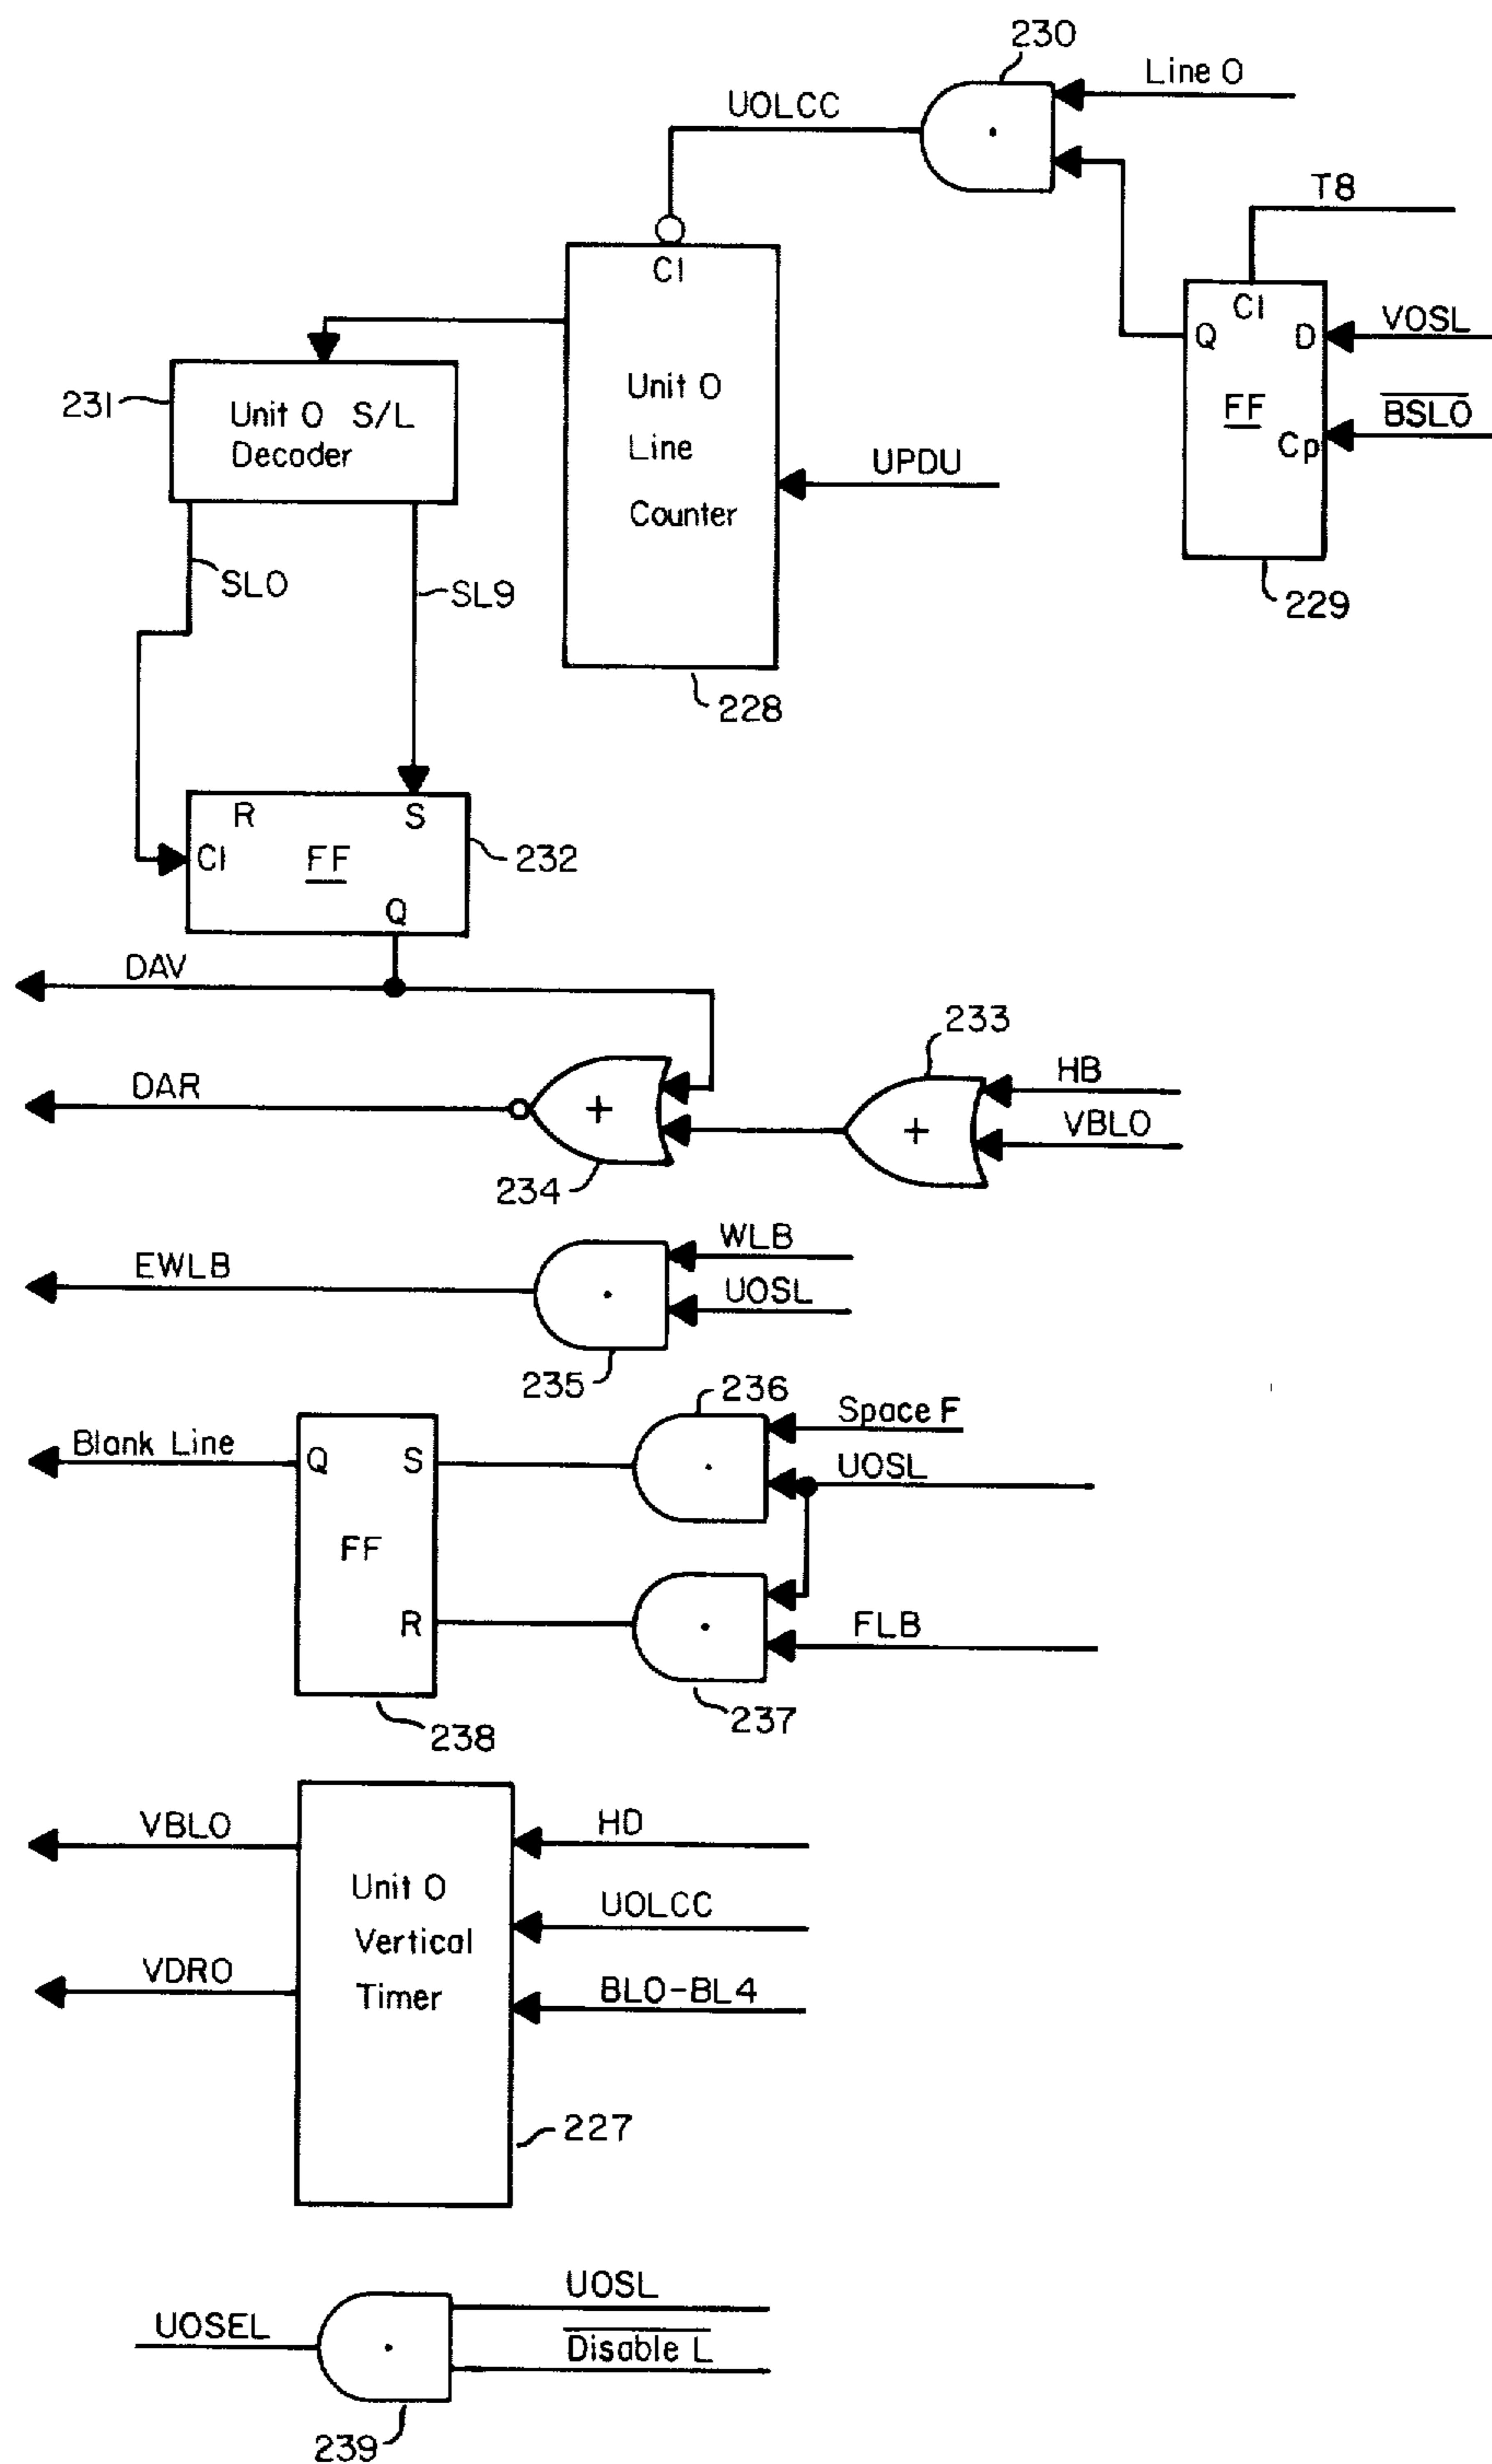 230
Line 0
UOLCC
T8
Cl
Cl
Q
D
VOSL
FF
BSLO
Cp
229
231
Unit 0 S/L
Decoder
Unit 0
Line
Counter
UPDU
228
SLO
SL9
R
S
Cl
FF
Q
232
DAV
DAR
+
234
+
233
HB
VBLO
EWLB
WLB
UOSL
235
Blank Line
Q
S
FF
R
238
236
Space F
UOSL
FLB
237
VBLO
VDRO
Unit 0
Vertical
Timer
HD
UOLCC
BLO-BL4
227
UOSEL
UOSL
Disable L
239